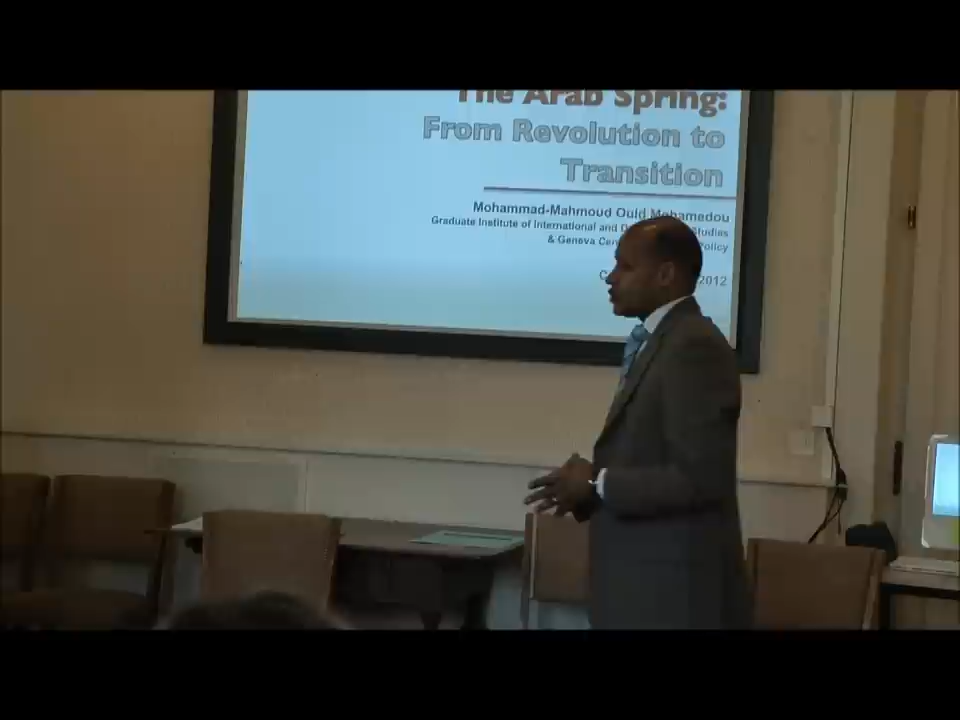 The Arab Spring:
From Revolution to
Transition
Mohammad-Mahmoud Ould Mohamedou
Graduate Institute of International and Studies
& Geneva Policy
2012